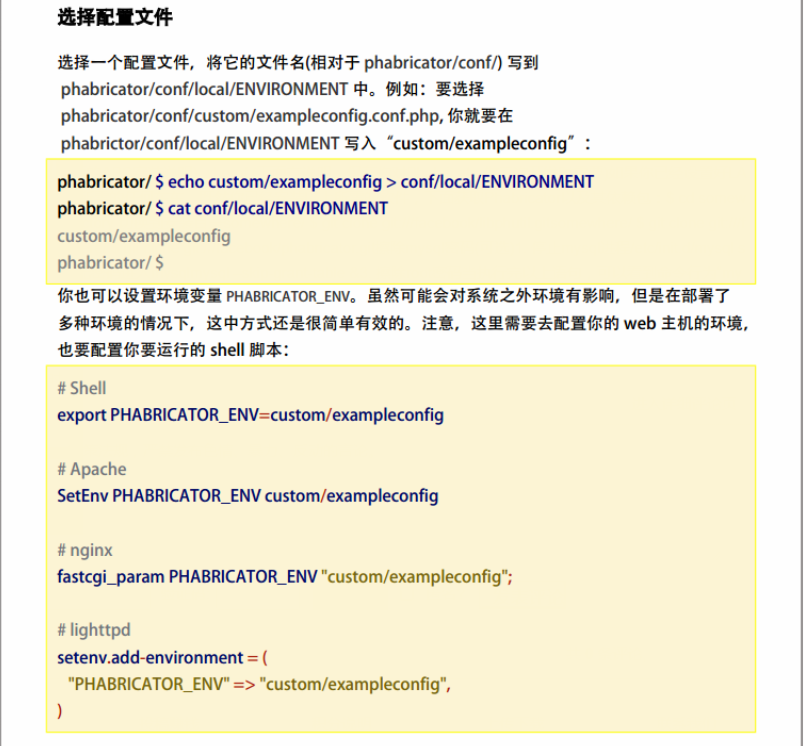 选择配置文件
选择一个配置文件，将它的文件名(相对于 phabricator/conf/) 写到
phabricator/conf/local/ENVIRONMENT 中。例如：要选择
phabricator/conf/custom/exampleconfig.conf.php, 你就要在
phabrictor/conf/local/ENVIRONMENT 写入“custom/exampleconfig”：
phabricator/ $ echo custom/exampleconfig > conf/local/ENVIRONMENT
phabricator/ $ cat conf/local/ENVIRONMENT
custom/exampleconfig
phabricator/ $
你也可以设置环境变量 PHABRICATOR_ENV。虽然可能会对系统之外环境有影响，但是在部署了
多种环境的情况下，这中方式还是很简单有效的。注意，这里需要去配置你的 web 主机的环境，
也要配置你要运行的 shell 脚本：
# Shell
export PHABRICATOR_ENV=custom/exampleconfig
# Apache
SetEnv PHABRICATOR_ENV custom/exampleconfig
# nginx
fastcgi_param PHABRICATOR_ENV "custom/exampleconfig";
# lighttpd
setenv.add-environment = (
"PHABRICATOR_ENV" => "custom/exampleconfig",
)